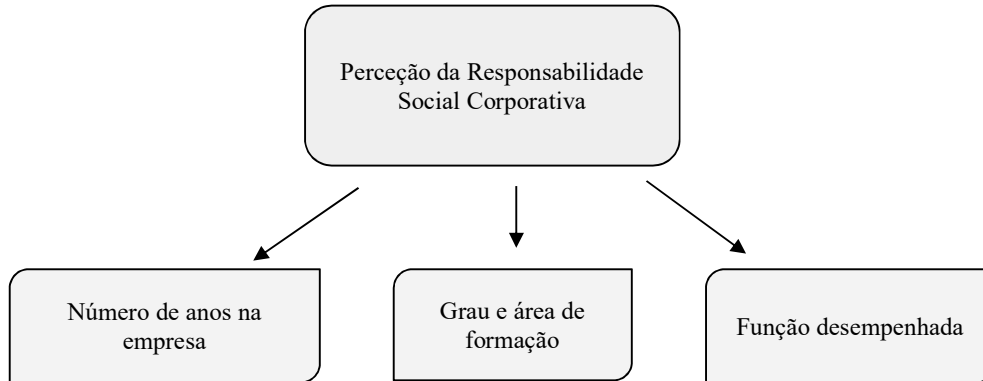 Perceção da Responsabilidade
Social Corporativa
Número de anos na
empresa
Grau e área de
formação
Função desempenhada